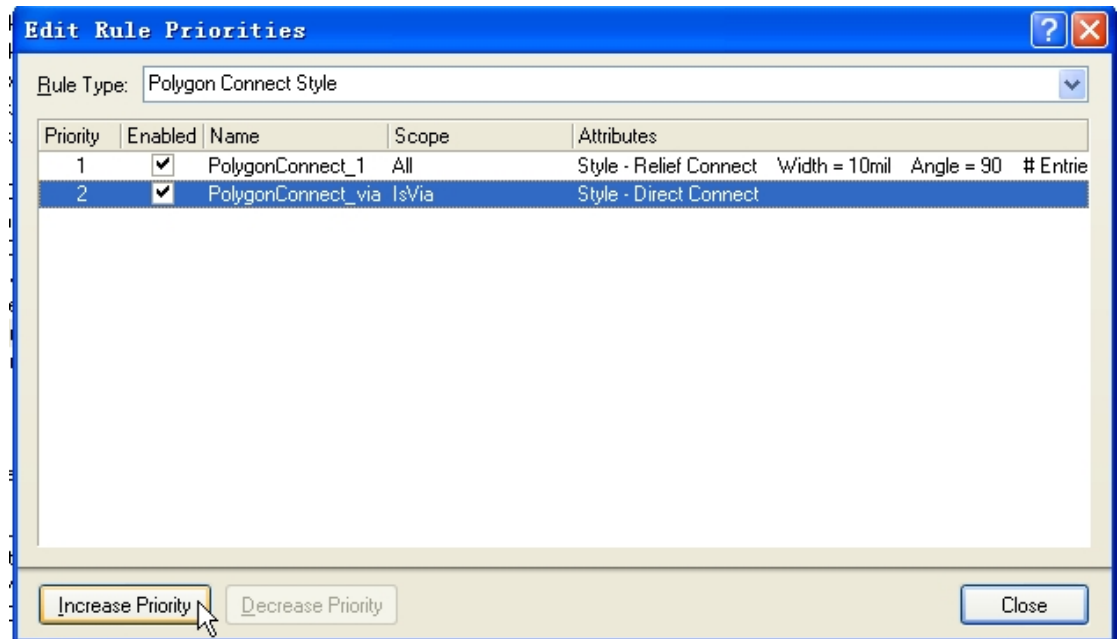 Edit Rule Priorities
Rule Type: Polygon Connect Style
Priority Enabled Name Scope Attributes
1 PolygonConnect_1 All Style - Relief Connect Width = 10mil Angle = 90 # Entrie
2 PolygonConnect_via IsVia Style - Direct Connect
Increase Priority Decrease Priority Close